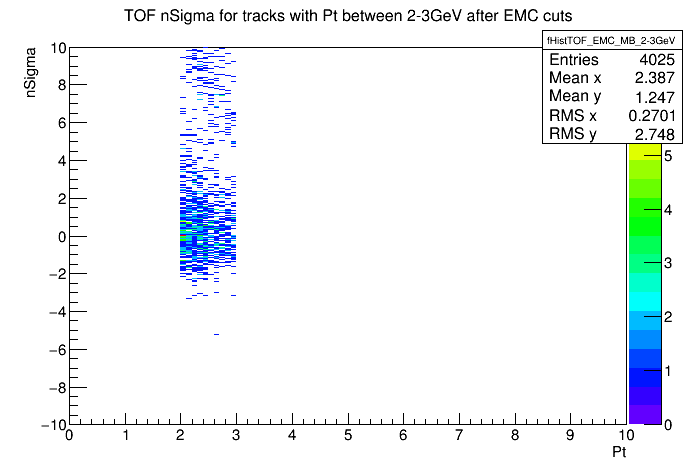 TOF nSigma for tracks with Pt between 2-3GeV after EMC cuts
fHistTOF_EMC_MB_2-3GeV
Entries 4025
Mean x 2.387
Mean y 1.247
RMS x 0.2701
RMS y 2.748
nSigma
10
8
6
4
2
0
−2
−4
−6
−8
−10
0 1 2 3 4 5 6 7 8 9 10
Pt
5
4
3
2
1
0